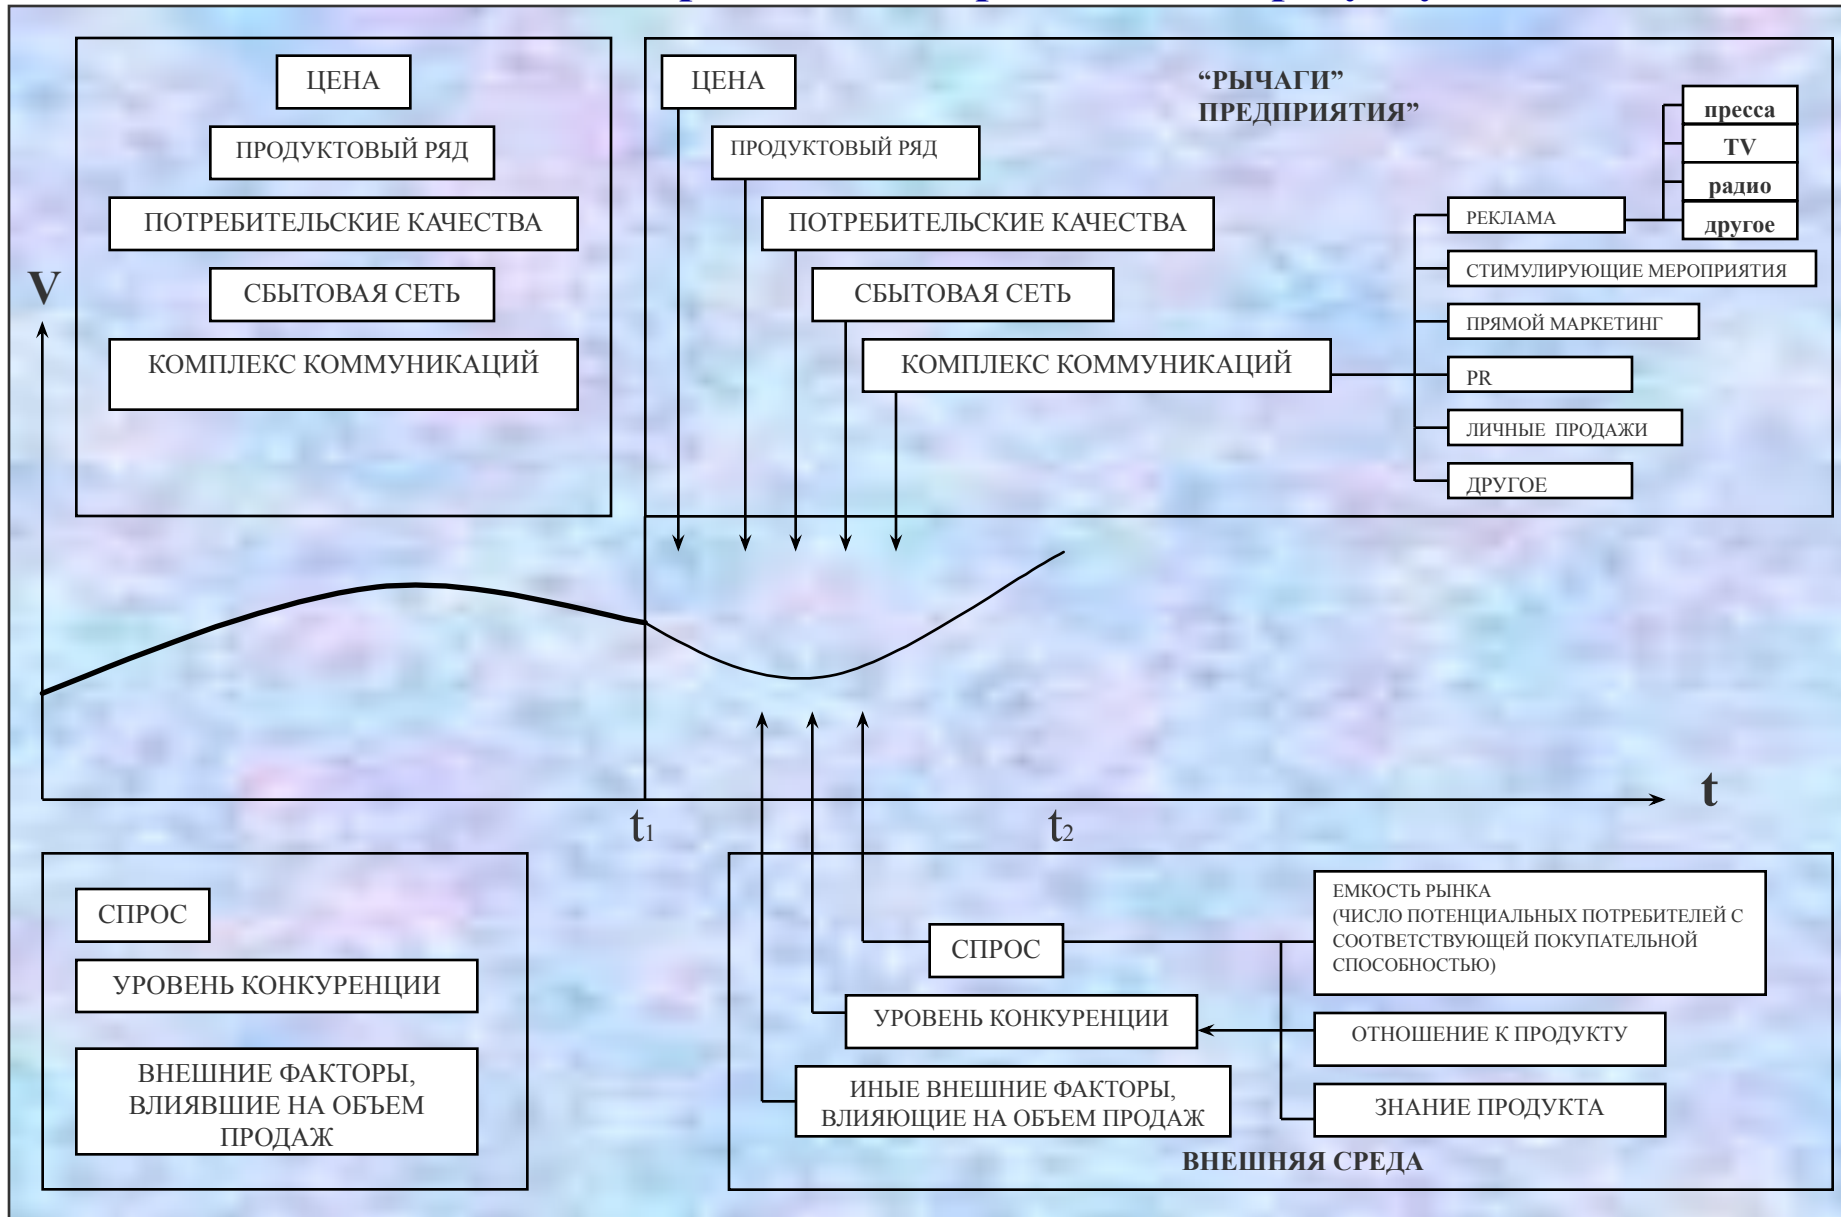 ЦЕНА
ПРОДУКТОВЫЙ РЯД
ПОТРЕБИТЕЛЬСКИЕ КАЧЕСТВА
СБЫТОВАЯ СЕТЬ
КОМПЛЕКС КОММУНИКАЦИЙ
ЦЕНА
“РЫЧАГИ”
ПРЕДПРИЯТИЯ”
ПРОДУКТОВЫЙ РЯД
ПОТРЕБИТЕЛЬСКИЕ КАЧЕСТВА
СБЫТОВАЯ СЕТЬ
КОМПЛЕКС КОММУНИКАЦИЙ
пресса
TV
радио
другое
РЕКЛАМА
СТИМУЛИРУЮЩИЕ МЕРОПРИЯТИЯ
ПРЯМОЙ МАРКЕТИНГ
PR
ЛИЧНЫЕ ПРОДАЖИ
ДРУГОЕ
V
t
t1
t2
СПРОС
УРОВЕНЬ КОНКУРЕНЦИИ
ВНЕШНИЕ ФАКТОРЫ,
ВЛИЯВШИЕ НА ОБЪЕМ
ПРОДАЖ
СПРОС
УРОВЕНЬ КОНКУРЕНЦИИ
ИНЫЕ ВНЕШНИЕ ФАКТОРЫ,
ВЛИЯЮЩИЕ НА ОБЪЕМ ПРОДАЖ
ЕМКОСТЬ РЫНКА
(ЧИСЛО ПОТЕНЦИАЛЬНЫХ ПОТРЕБИТЕЛЕЙ С
СООТВЕТСТВУЮЩЕЙ ПОКУПАТЕЛЬНОЙ
СПОСОБНОСТЬЮ)
ОТНОШЕНИЕ К ПРОДУКТУ
ЗНАНИЕ ПРОДУКТА
ВНЕШНЯЯ СРЕДА